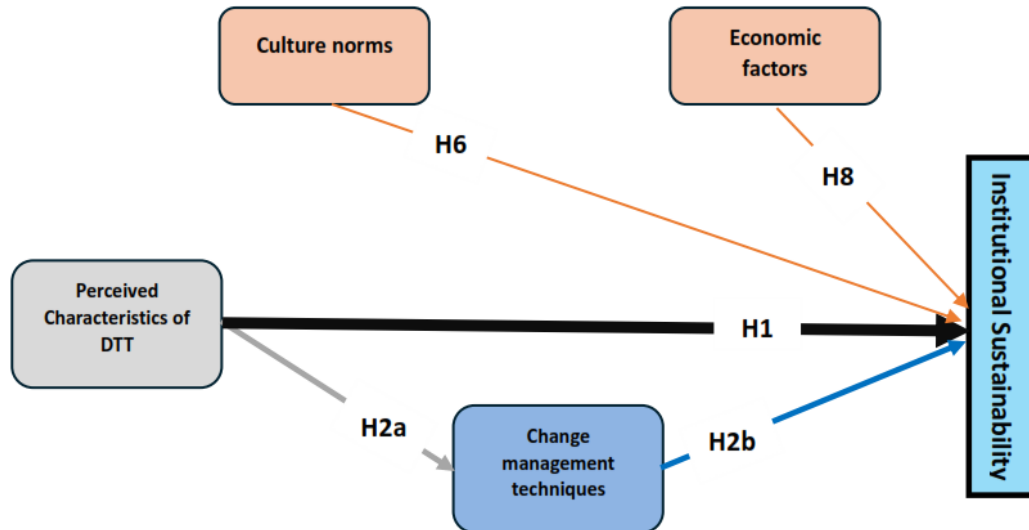 Culture norms
Economic
factors
H6
H8
Institutional Sustainability
Perceived
Characteristics of
DTT
H1
H2a
H2b
Change
management
techniques